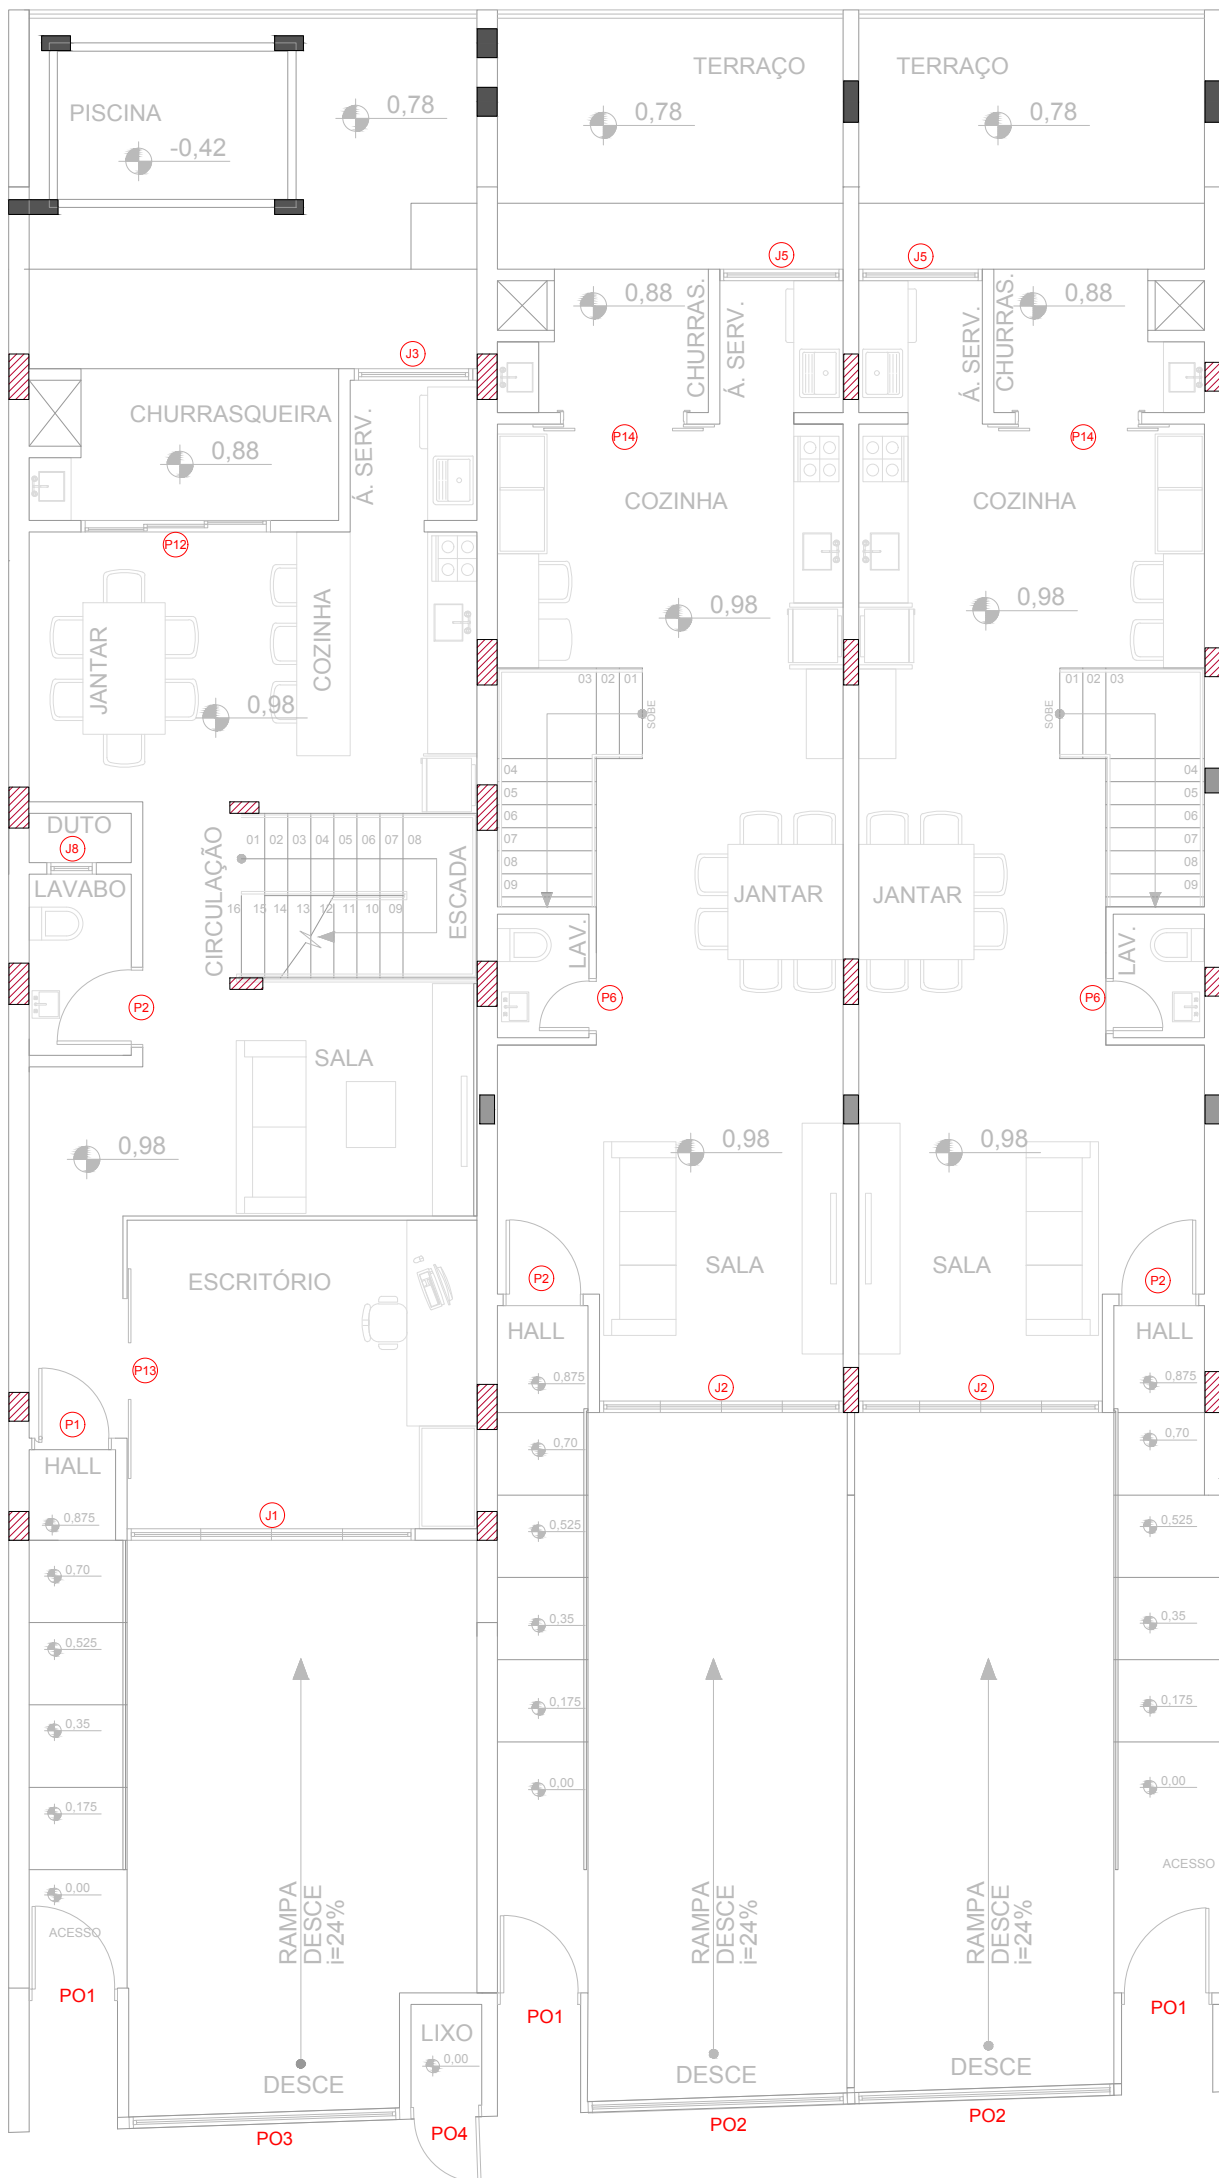 TERRAÇO
TERRAÇO
PISCINA
0,78
0,78
0,78
-0,42
J5
J5
0,88
CHURRAS.
Á. SERV.
Á. SERV.
CHURRAS.
0,88
J3
CHURRASQUEIRA
0,88
Á. SERV.
P14
P14
COZINHA
COZINHA
P12
JANTAR
COZINHA
0,98
0,98
0,98
03 02 01
SOBE
04
05
06
07
08
09
01 02 03
SOBE
04
05
06
07
08
09
DUTO
J8
LAVABO
CIRCULAÇÃO
01 02 03 04 05 06 07 08
16 15 14 13 12 11 10 09
ESCADA
JANTAR
JANTAR
LAV.
LAV.
P2
P6
P6
SALA
0,98
0,98
0,98
ESCRITÓRIO
SALA
SALA
P2
P2
HALL
HALL
P13
0,875
J2
J2
0,875
P1
HALL
0,70
0,70
0,875
J1
0,525
0,525
0,70
0,35
0,35
0,525
0,175
0,175
0,35
0,00
0,00
0,175
ACESSO
0,00
ACESSO
RAMPA
DESCE
i=24%
RAMPA
DESCE
i=24%
RAMPA
DESCE
i=24%
PO1
PO1
PO1
LIXO
0,00
DESCE
DESCE
DESCE
PO3
PO4
PO2
PO2